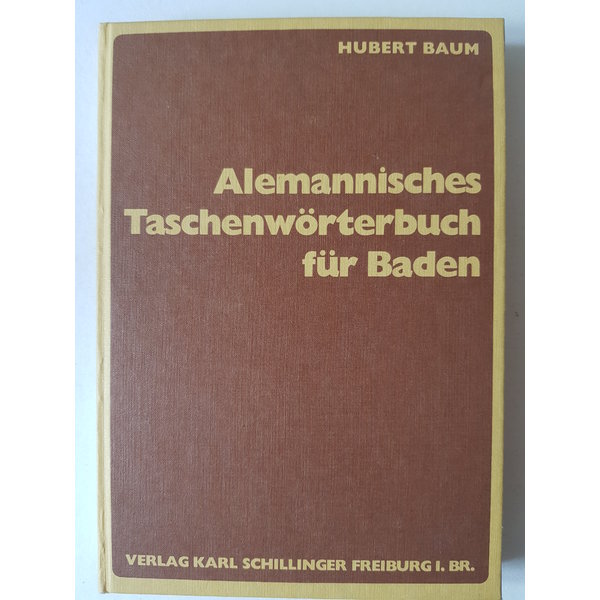 HUBERT BAUM
Alemannisches
Taschenwörterbuch
für Baden
VERLAG KARL SCHILLINGER FREIBURG I. BR.